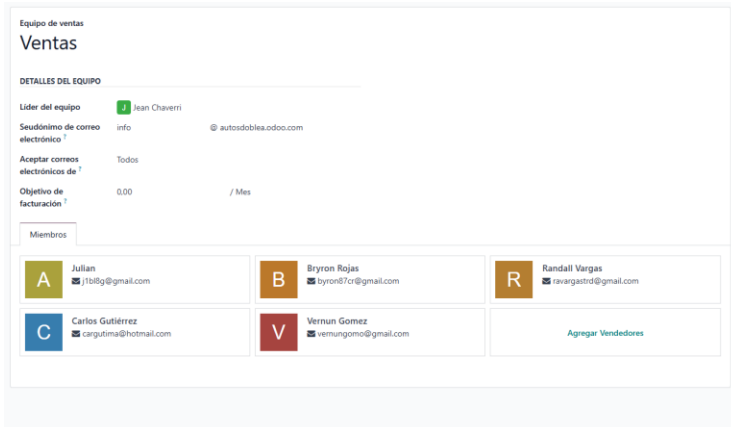 Equipo de ventas
Ventas
DETALLES DEL EQUIPO
Líder del equipo J Jean Chaverri
Seudónimo de correo electrónico ? info @ autosdoblea.odoo.com
Aceptar correos electrónicos de ? Todos
Objetivo de facturación ? 0,00 / Mes
Miembros
A
Julian
j1bl8g@gmail.com
B
Bryron Rojas
byron87cr@gmail.com
R
Randall Vargas
ravargastrd@gmail.com
C
Carlos Gutiérrez
cargutima@hotmail.com
V
Vernun Gomez
vernungomo@gmail.com
Agregar Vendedores